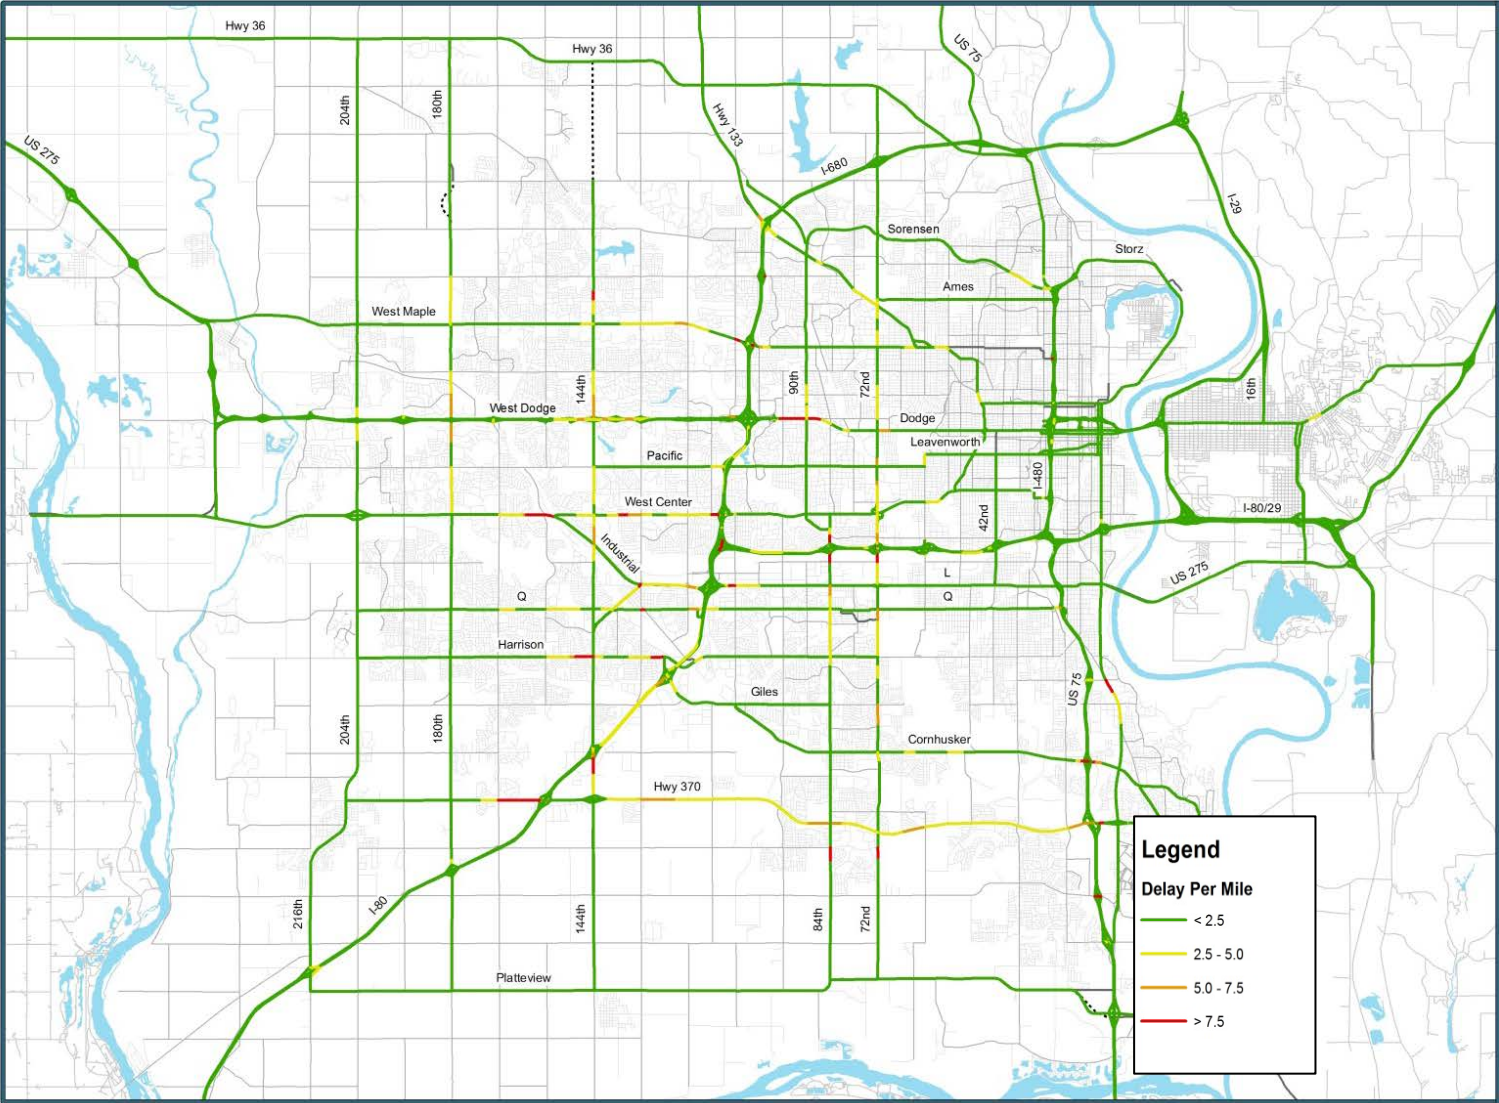 Hwy 36
Hwy 36
US 75
204th
180th
Hwy 133
US 275
I-680
I-29
Sorensen
Storz
Ames
West Maple
144th
90th
72nd
16th
West Dodge
Dodge
Leavenworth
Pacific
I-480
West Center
42nd
I-80/29
Industrial
L
US 275
Q
Q
Harrison
Giles
US 75
204th
180th
Cornhusker
Hwy 370
216th
I-80
144th
84th
72nd
Platteview
Legend
Delay Per Mile
< 2.5
2.5 - 5.0
5.0 - 7.5
> 7.5